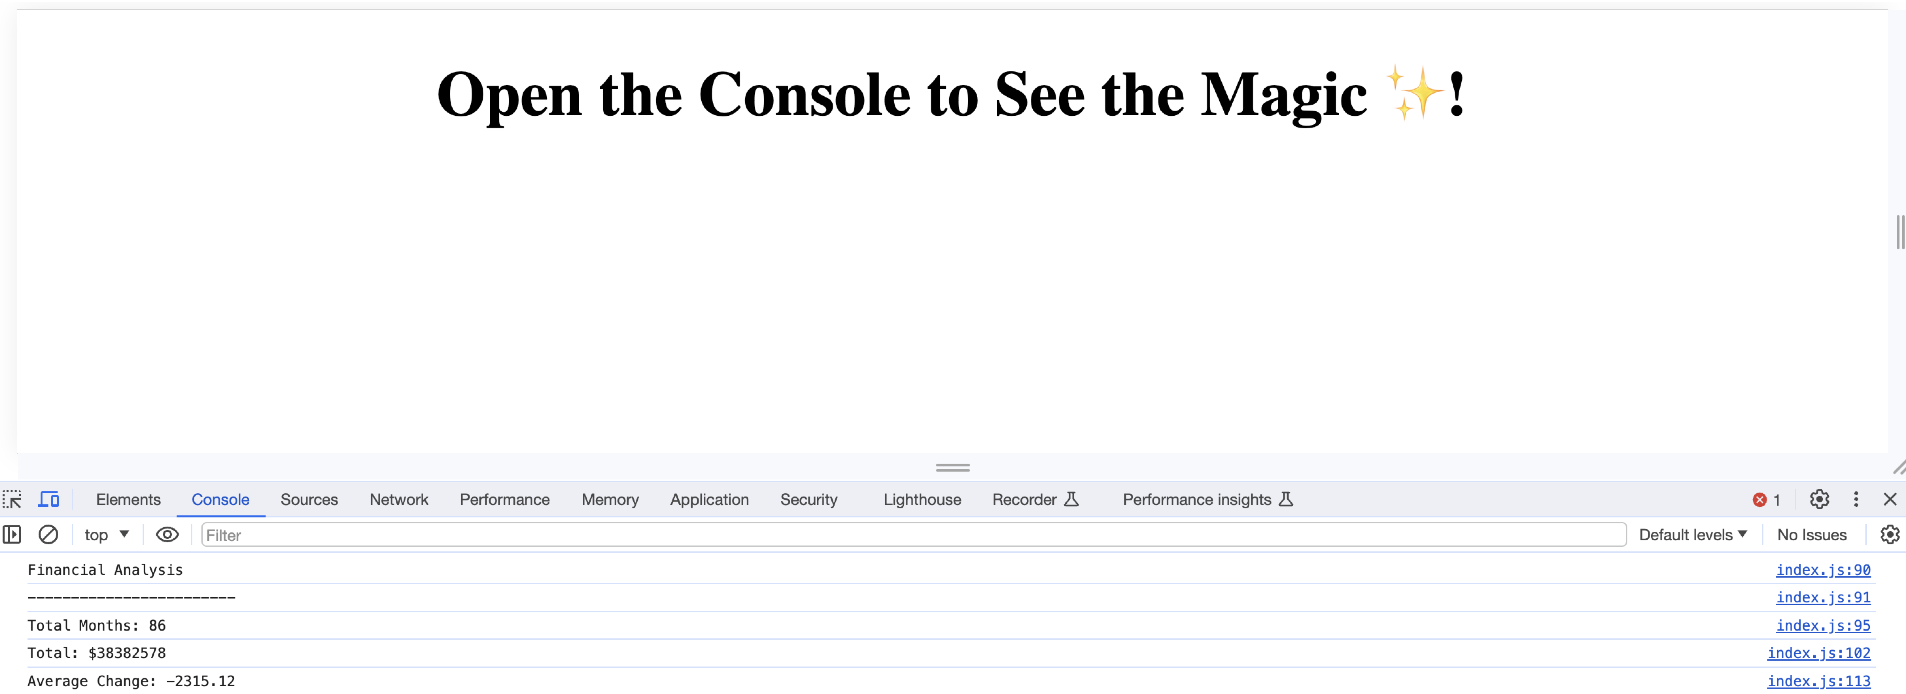 Open the Console to See the Magic ✨!
Elements Console Sources Network Performance Memory Application Security Lighthouse Recorder Performance insights 1
top Filter Default levels No Issues
Financial Analysis index.js:90
------------------------ index.js:91
Total Months: 86 index.js:95
Total: $38382578 index.js:102
Average Change: -2315.12 index.js:113